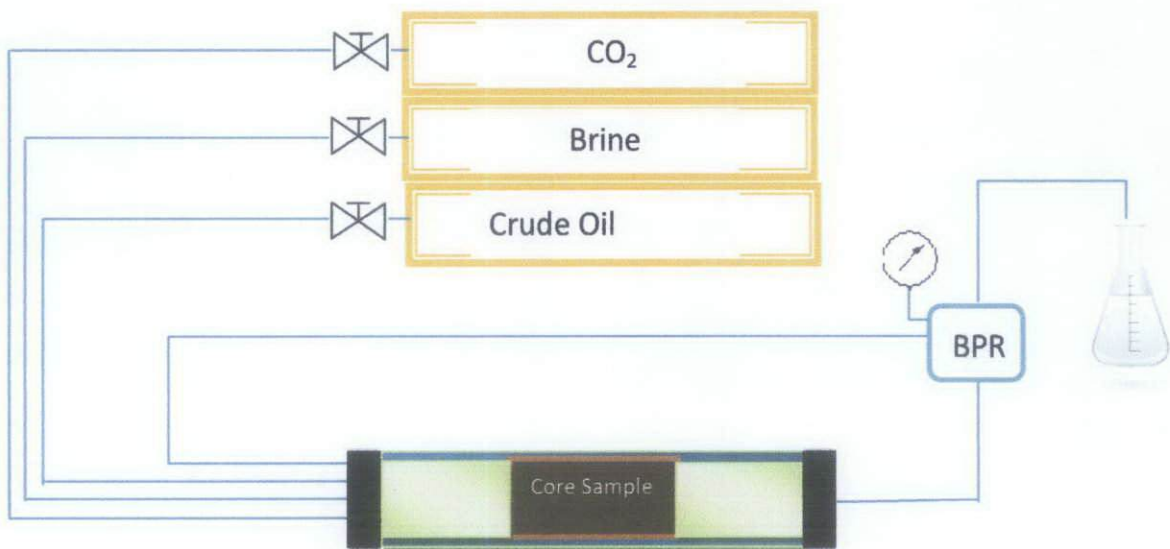 CO₂
Brine
Crude Oil
BPR
Core Sample